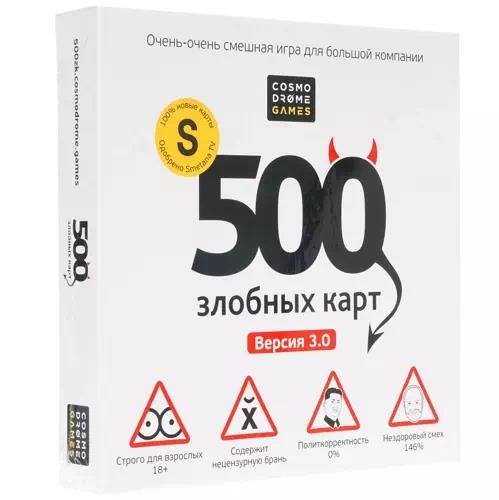 Очень-очень смешная игра для большой компании
COSMO
DRØME
GAMES
100% новые карты
S
Одобрено Smetana TV
500
злобных карт
Версия 3.0
Строго для взрослых
18+
X̆
Содержит
нецензурную брань
Политкорректность
0%
Нездоровый смех
146%
500zk.cosmodrome.games
500
злобных карт
COSMO
DRØME
GAMES